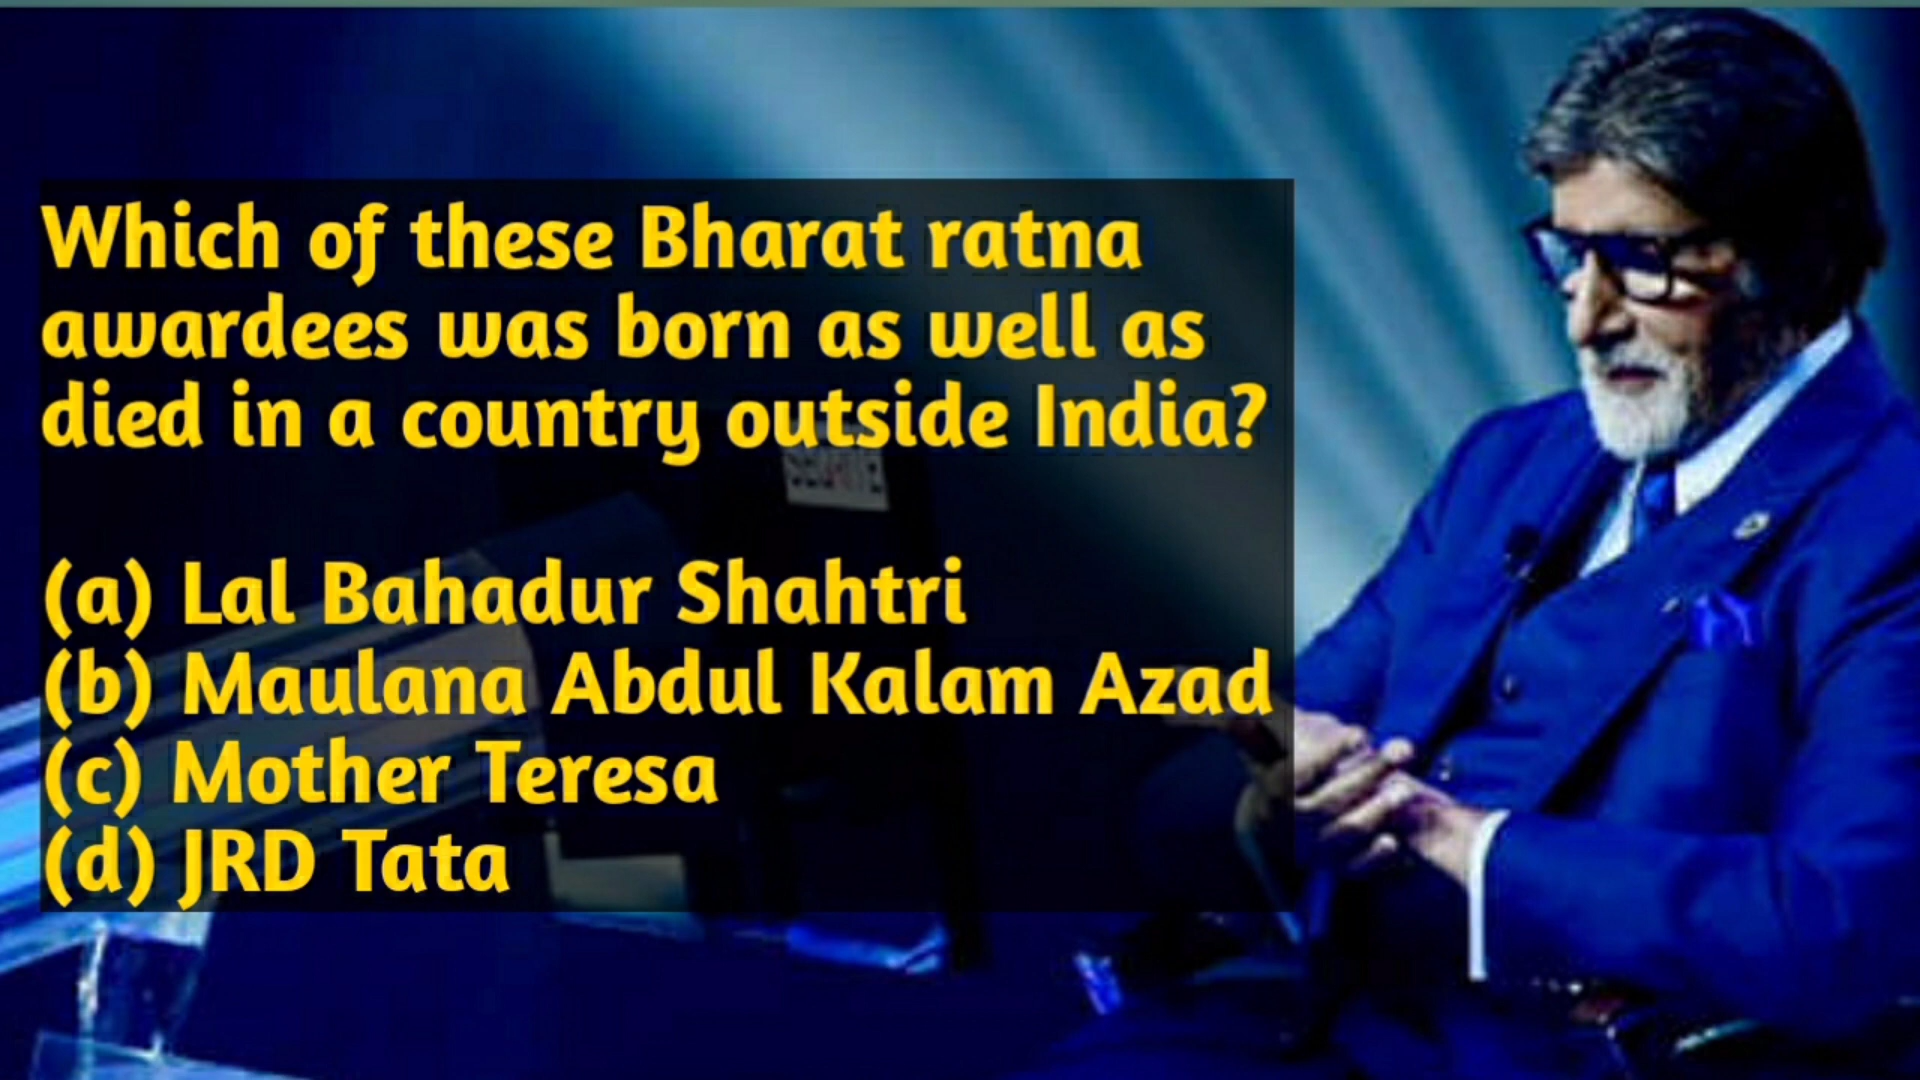 Which of these Bharat ratna
awardees was born as well as
died in a country outside India?
(a) Lal Bahadur Shahtri
(b) Maulana Abdul Kalam Azad
(c) Mother Teresa
(d) JRD Tata